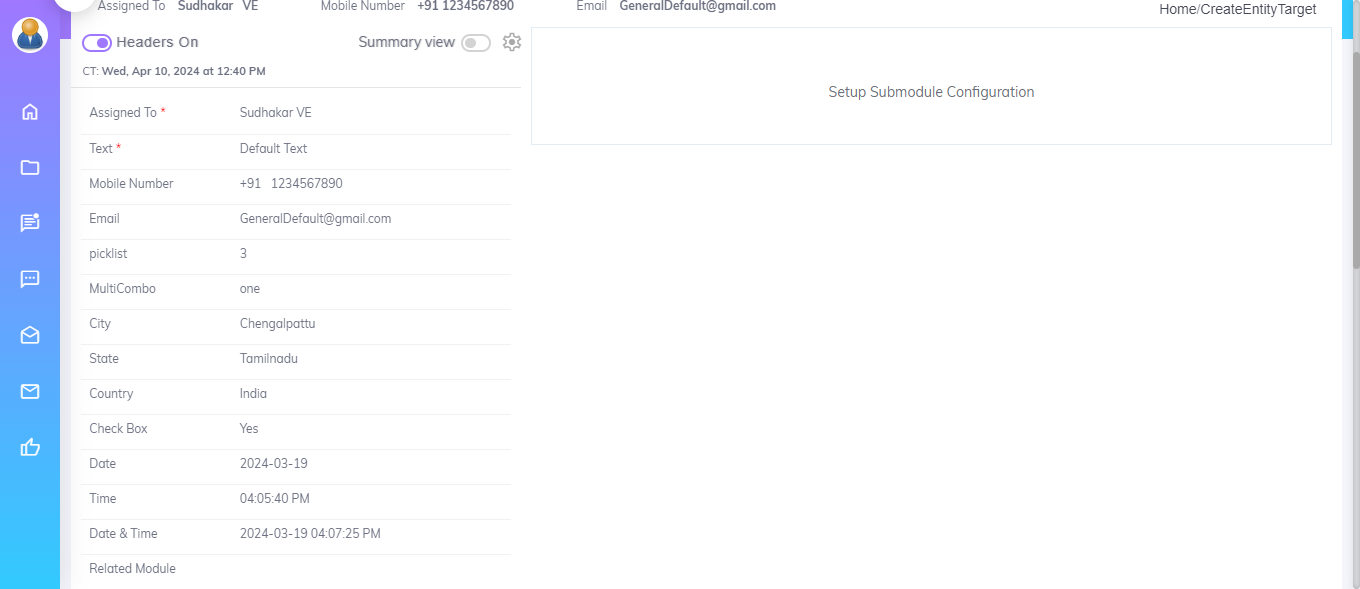 Assigned To Sudhakar VE Mobile Number +91 1234567890 Email GeneralDefault@gmail.com Home/CreateEntityTarget
Headers On Summary view
CT: Wed, Apr 10, 2024 at 12:40 PM
Setup Submodule Configuration
Assigned To * Sudhakar VE
Text * Default Text
Mobile Number +91 1234567890
Email GeneralDefault@gmail.com
picklist 3
MultiCombo one
City Chengalpattu
State Tamilnadu
Country India
Check Box Yes
Date 2024-03-19
Time 04:05:40 PM
Date & Time 2024-03-19 04:07:25 PM
Related Module